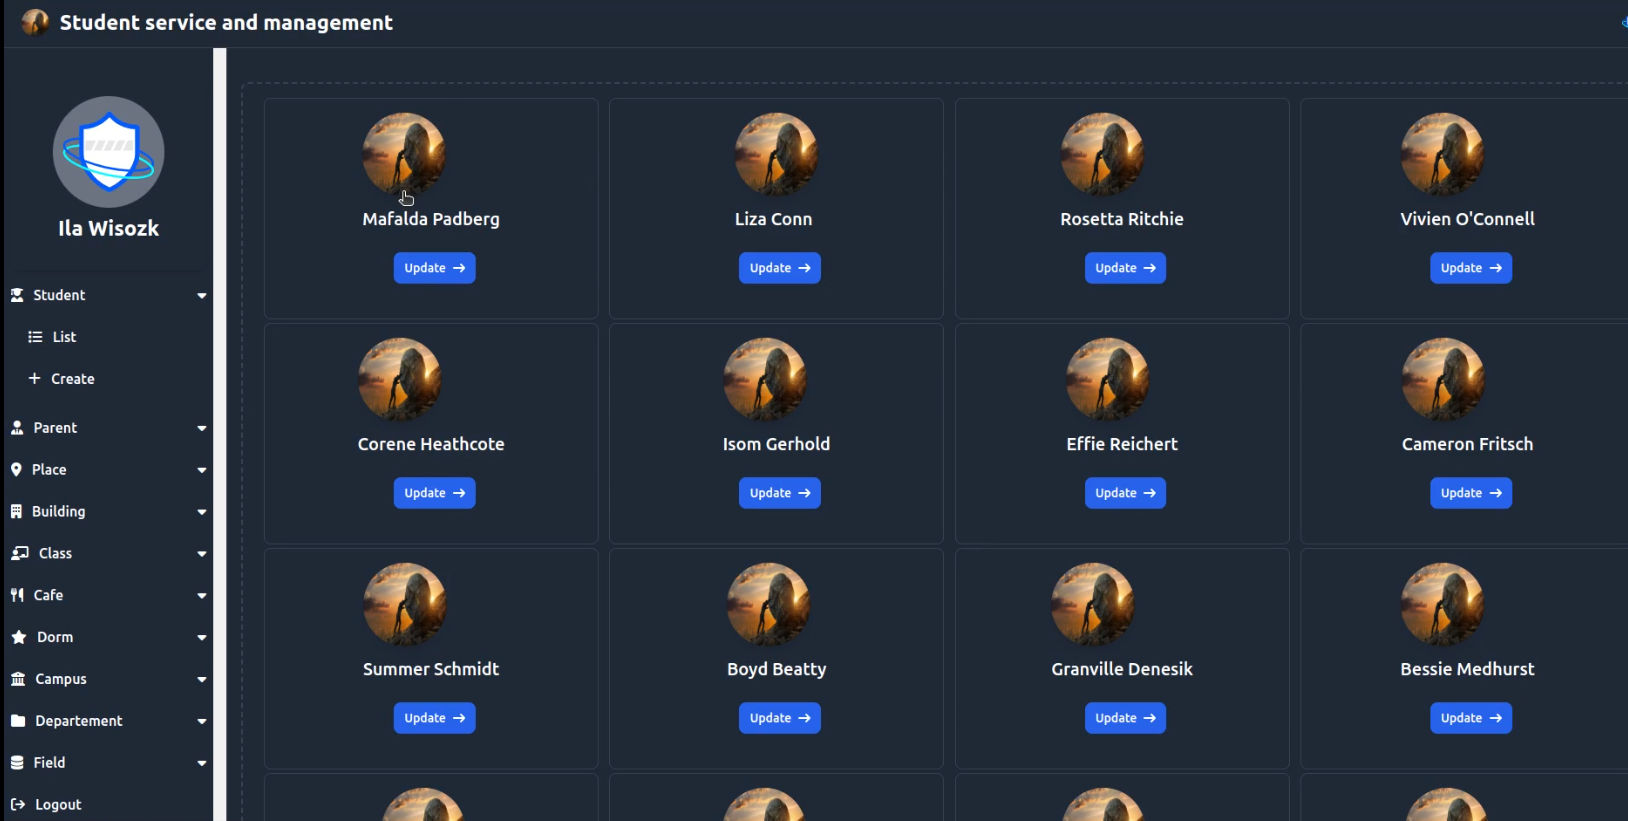 Student service and management
Ila Wisozk
Student
List
Create
Parent
Place
Building
Class
Cafe
Dorm
Campus
Departement
Field
Logout
Mafalda Padberg
Liza Conn
Rosetta Ritchie
Vivien O'Connell
Update
Update
Update
Update
Corene Heathcote
Isom Gerhold
Effie Reichert
Cameron Fritsch
Update
Update
Update
Update
Summer Schmidt
Boyd Beatty
Granville Denesik
Bessie Medhurst
Update
Update
Update
Update